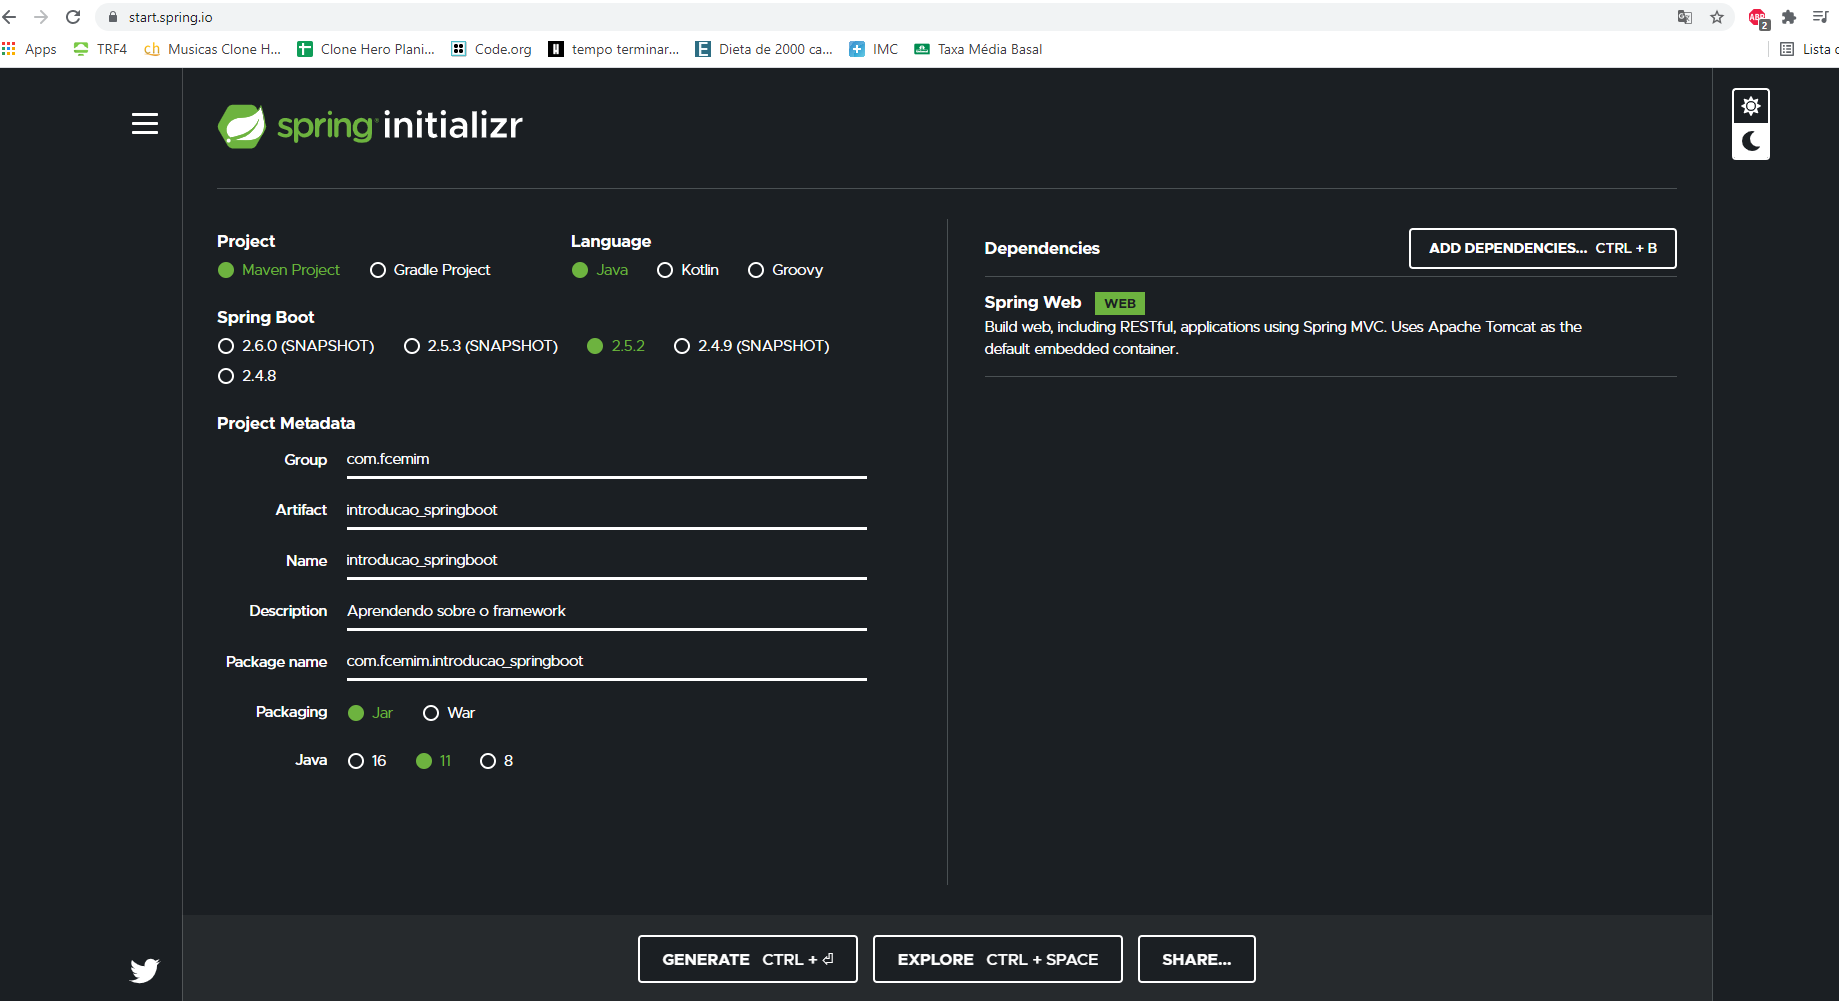 start.spring.io
Apps TRF4 Musicas Clone H... Clone Hero Plani... Code.org tempo terminar... Dieta de 2000 ca... IMC Taxa Média Basal Lista
spring initializr
Project
Maven Project Gradle Project
Language
Java Kotlin Groovy
Spring Boot
2.6.0 (SNAPSHOT) 2.5.3 (SNAPSHOT) 2.5.2 2.4.9 (SNAPSHOT)
2.4.8
Project Metadata
Group com.fcemim
Artifact introducao_springboot
Name introducao_springboot
Description Aprendendo sobre o framework
Package name com.fcemim.introducao_springboot
Packaging Jar War
Java 16 11 8
Dependencies ADD DEPENDENCIES... CTRL + B
Spring Web WEB
Build web, including RESTful, applications using Spring MVC. Uses Apache Tomcat as the
default embedded container.
GENERATE CTRL + ⏎ EXPLORE CTRL + SPACE SHARE...